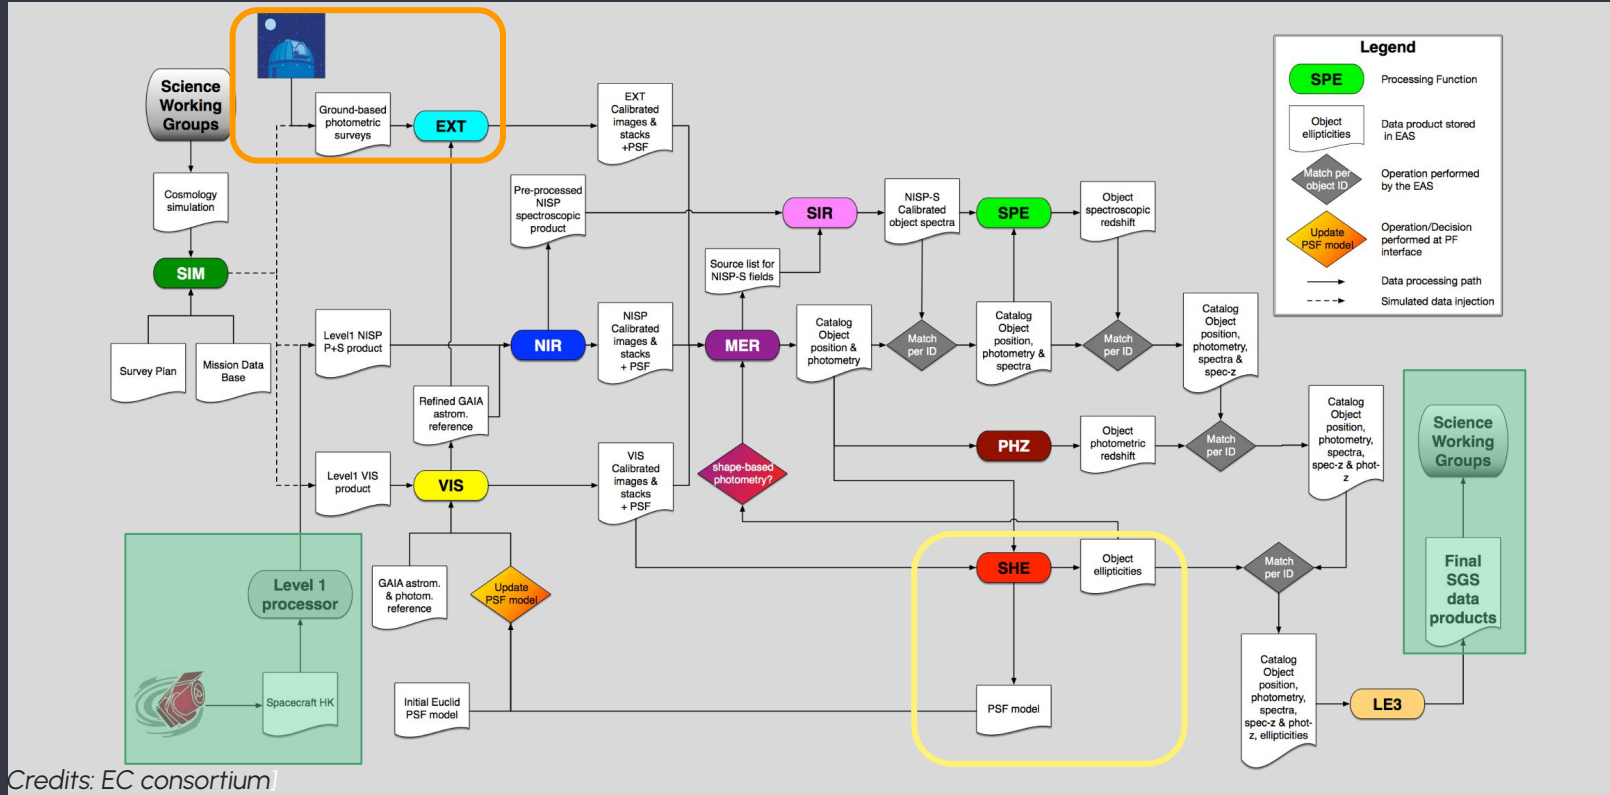 Science
Working
Groups
Ground-based
photometric
surveys
EXT
EXT
Calibrated
images &
stacks
+PSF
Legend
SPE
Processing Function
Object
ellipticities
Data product stored
in EAS
Match per
object ID
Operation performed
by the EAS
Update
PSF model
Operation/Decision
performed at PF
interface
Data processing path
Simulated data injection
Cosmology
simulation
Pre-processed
NISP
spectroscopic
product
SIR
NISP-S
Calibrated
object spectra
SPE
Object
spectroscopic
redshift
SIM
Source list for
NISP-S fields
Survey Plan
Mission Data
Base
Level1 NISP
P+S product
NIR
NISP
Calibrated
images &
stacks
+ PSF
MER
Catalog
Object
position &
photometry
Match
per ID
Catalog
Object
position,
photometry &
spectra
Match
per ID
Catalog
Object
position,
photometry,
spectra &
spec-z
Refined GAIA
astrom.
reference
Level1 VIS
product
VIS
VIS
Calibrated
images &
stacks
+ PSF
shape-based
photometry?
PHZ
Object
photometric
redshift
Match
per ID
Catalog
Object
position,
photometry,
spectra,
spec-z & phot-
z
Science
Working
Groups
Level 1
processor
GAIA astrom.
& photom.
reference
Update
PSF model
SHE
Object
ellipticities
Match
per ID
Final
SGS
data
products
Spacecraft HK
Initial Euclid
PSF model
PSF model
Catalog
Object
position,
photometry,
spectra,
spec-z & phot-
z, ellipticities
LE3
Credits: EC consortium]